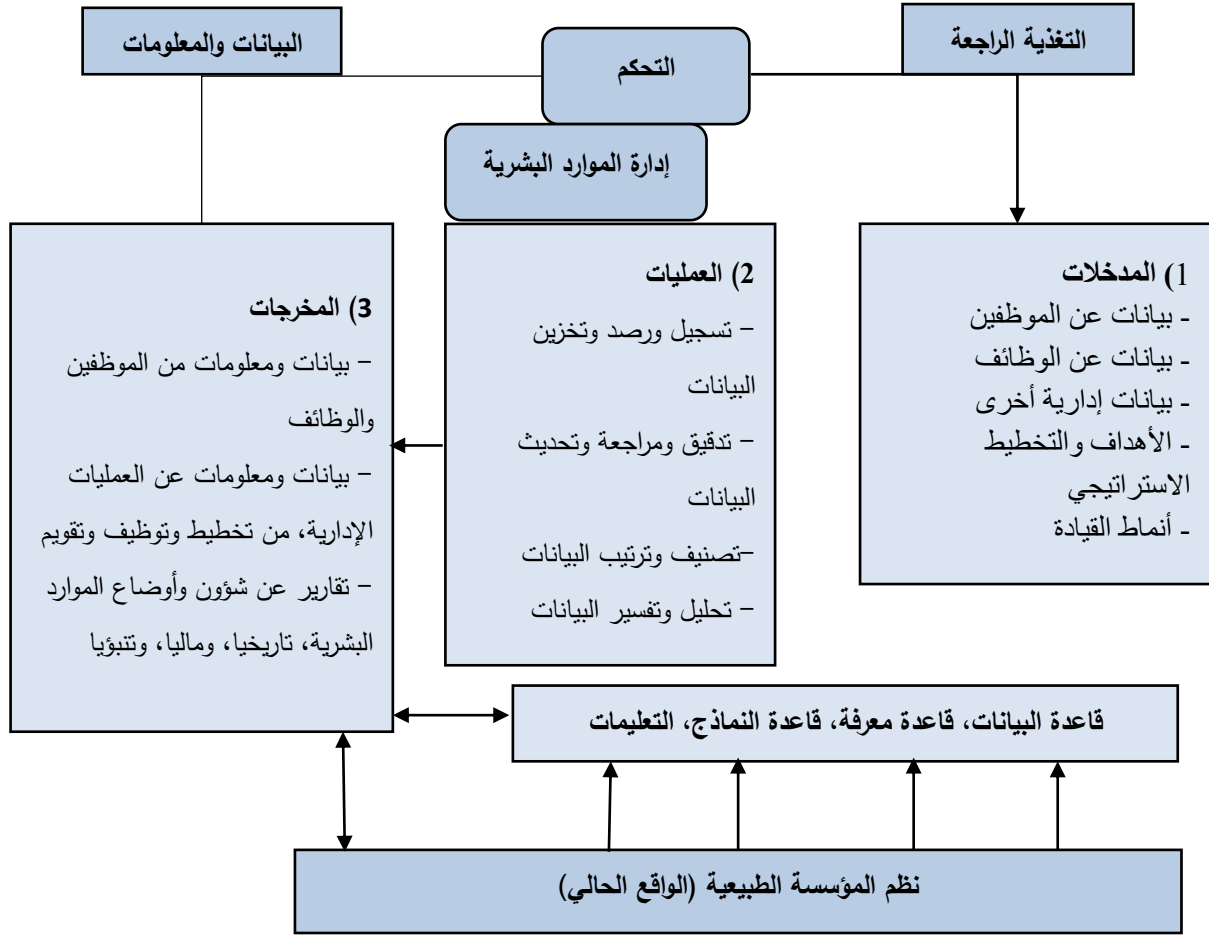 التغذية الراجعة
التحكم
البيانات والمعلومات
إدارة الموارد البشرية
1) المدخلات
- بيانات عن الموظفين
- بيانات عن الوظائف
- بيانات إدارية أخرى
- الأهداف والتخطيط
الاستراتيجي
- أنماط القيادة
2) العمليات
– تسجيل ورصد وتخزين
البيانات
– تدقيق ومراجعة وتحديث
البيانات
–تصنيف وترتيب البيانات
– تحليل وتفسير البيانات
3) المخرجات
– بيانات ومعلومات من الموظفين
والوظائف
– بيانات ومعلومات عن العمليات
الإدارية، من تخطيط وتوظيف وتقويم
– تقارير عن شؤون وأوضاع الموارد
البشرية، تاريخيا، وماليا، وتتبؤيا
قاعدة البيانات، قاعدة معرفة، قاعدة النماذج، التعليمات
نظم المؤسسة الطبيعية (الواقع الحالي)